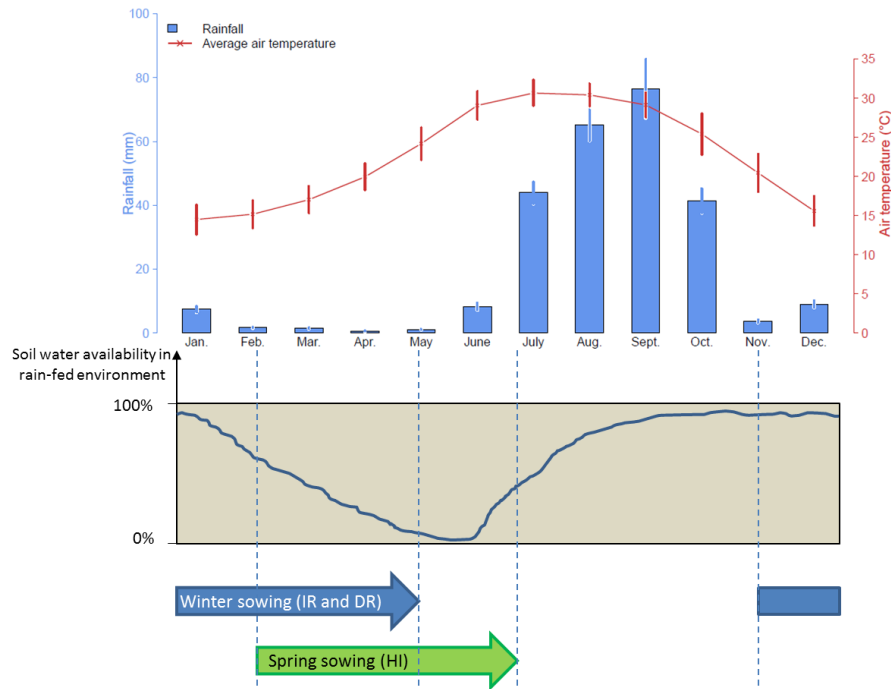 100
Rainfall
Average air temperature
35
80
30
25
60
20
Rainfall (mm)
Air temperature (°C)
40
15
10
20
5
0
0
Jan. Feb. Mar. Apr. May June July Aug. Sept. Oct. Nov. Dec.
Soil water availability in
rain-fed environment
100%
0%
Winter sowing (IR and DR)
Spring sowing (HI)